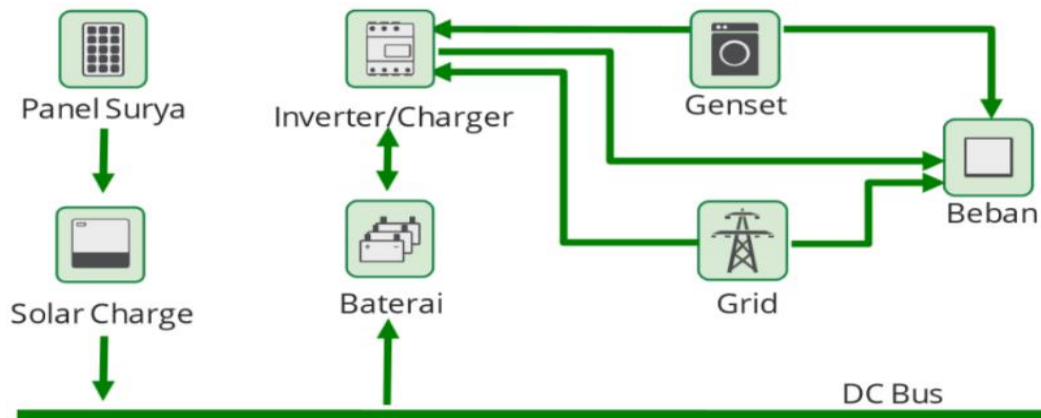 Panel Surya
Inverter/Charger
Genset
Beban
Solar Charge
Baterai
Grid
DC Bus